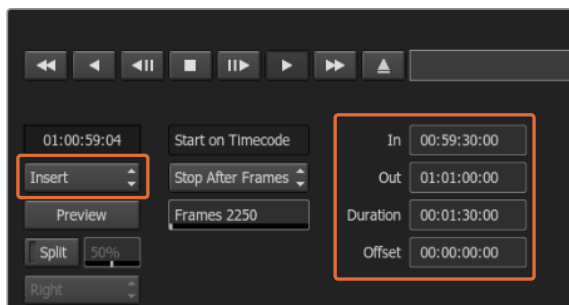 01:00:59:04 Start on Timecode In 00:59:30:00
Insert Stop After Frames Out 01:01:00:00
Preview Frames 2250 Duration 00:01:30:00
Split 50% Offset 00:00:00:00
Right